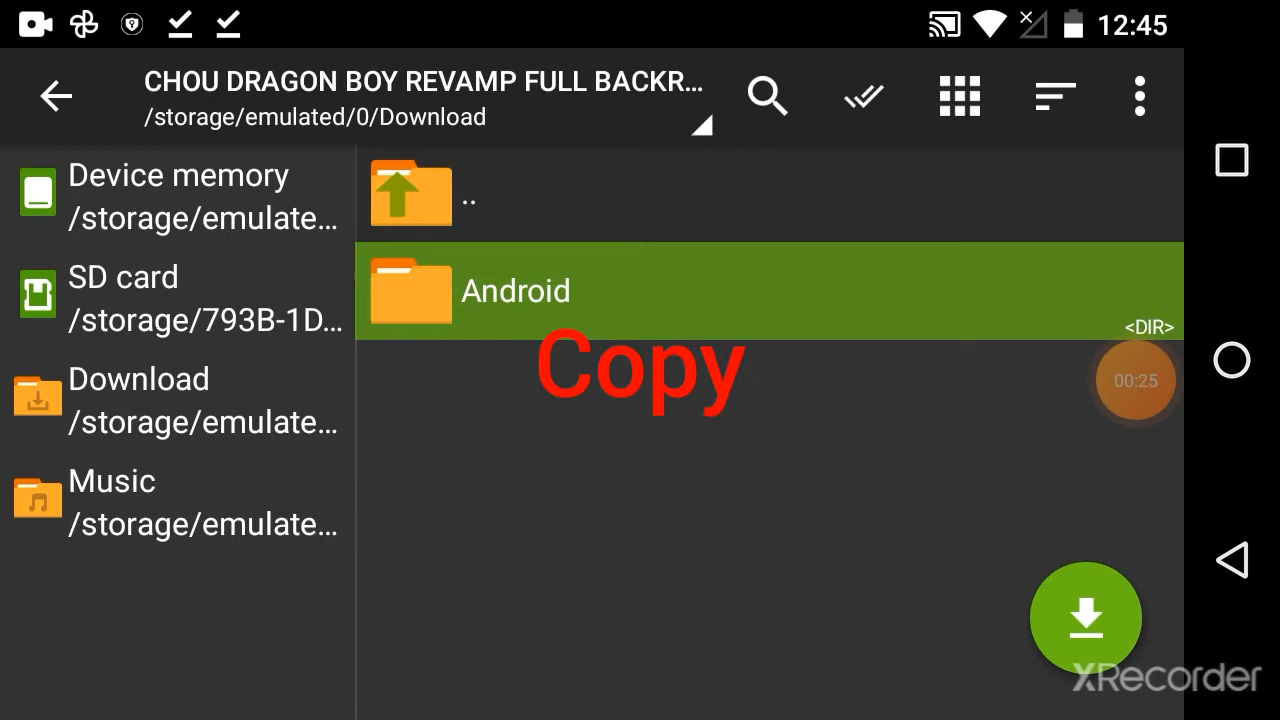 12:45
CHOU DRAGON BOY REVAMP FULL BACKR...
/storage/emulated/0/Download
Device memory
/storage/emulate...
SD card
/storage/793B-1D...
Download
/storage/emulate...
Music
/storage/emulate...
..
Android
<DIR>
Copy
00:25
XRecorder